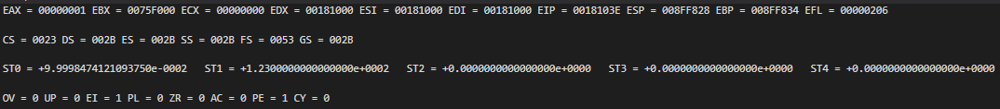 EAX = 00000001 EBX = 0075F000 ECX = 00000000 EDX = 00181000 ESI = 00181000 EDI = 00181000 EIP = 0018103E ESP = 008FF828 EBP = 008FF834 EFL = 00000206
CS = 0023 DS = 002B ES = 002B SS = 002B FS = 0053 GS = 002B
ST0 = +9.9998474121093750e-0002 ST1 = +1.2300000000000000e+0002 ST2 = +0.0000000000000000e+0000 ST3 = +0.0000000000000000e+0000 ST4 = +0.0000000000000000e+0000
OV = 0 UP = 0 EI = 1 PL = 0 ZR = 0 AC = 0 PE = 1 CY = 0